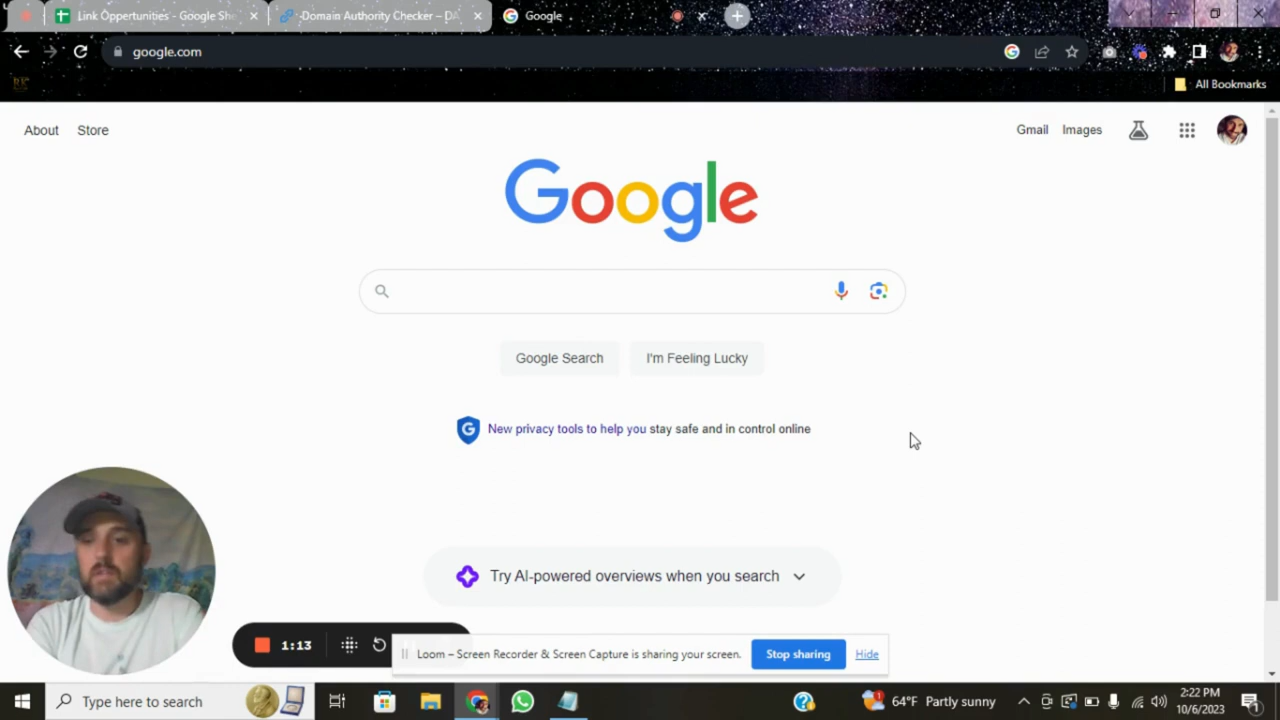 Link Opportunities - Google She
Domain Authority Checker – DA
Google
google.com
All Bookmarks
About
Store
Gmail
Images
Google
Google Search
I'm Feeling Lucky
New privacy tools to help you stay safe and in control online
Try AI-powered overviews when you search
1:13
Loom – Screen Recorder & Screen Capture is sharing your screen.
Stop sharing
Hide
Type here to search
1
64°F Partly sunny
2:22 PM
10/6/2023
1